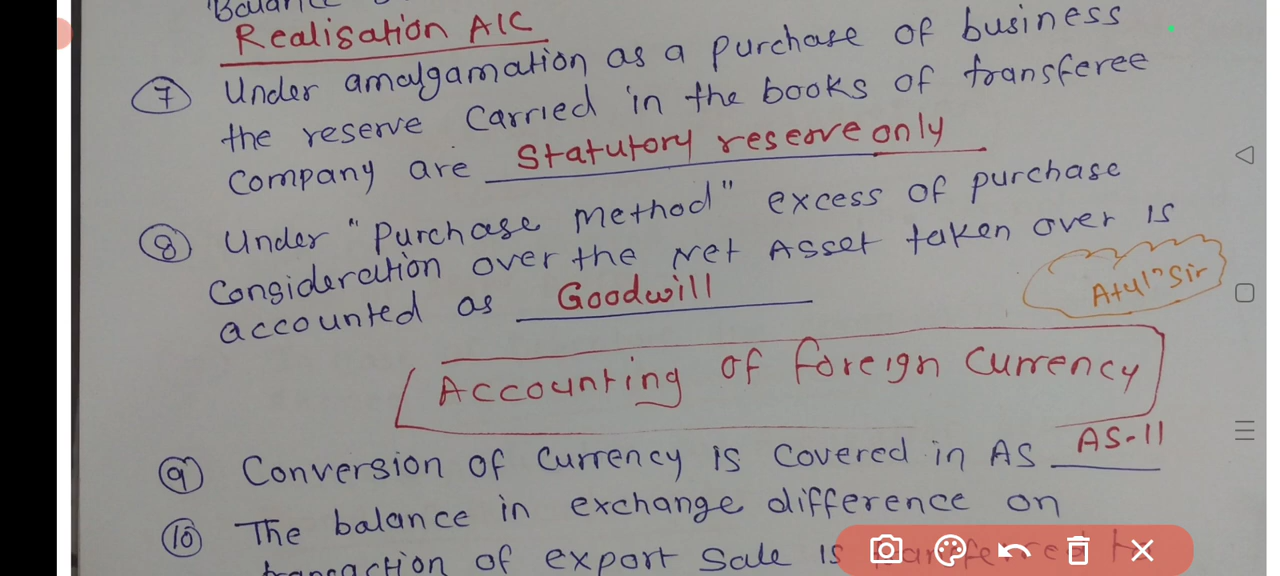 Balance
Realisation A/C
(7) Under amalgamation as a purchase of business
the reserve carried in the books of transferee
Company are Statutory reserve only
(8) Under "Purchase Method" excess of purchase
Consideration over the Net Asset taken over is
accounted as Goodwill
Atul Sir
Accounting of foreign Currency
(9) Conversion of Currency is Covered in AS AS-11
(10) The balance in exchange difference on
transaction of export Sale is transferred to